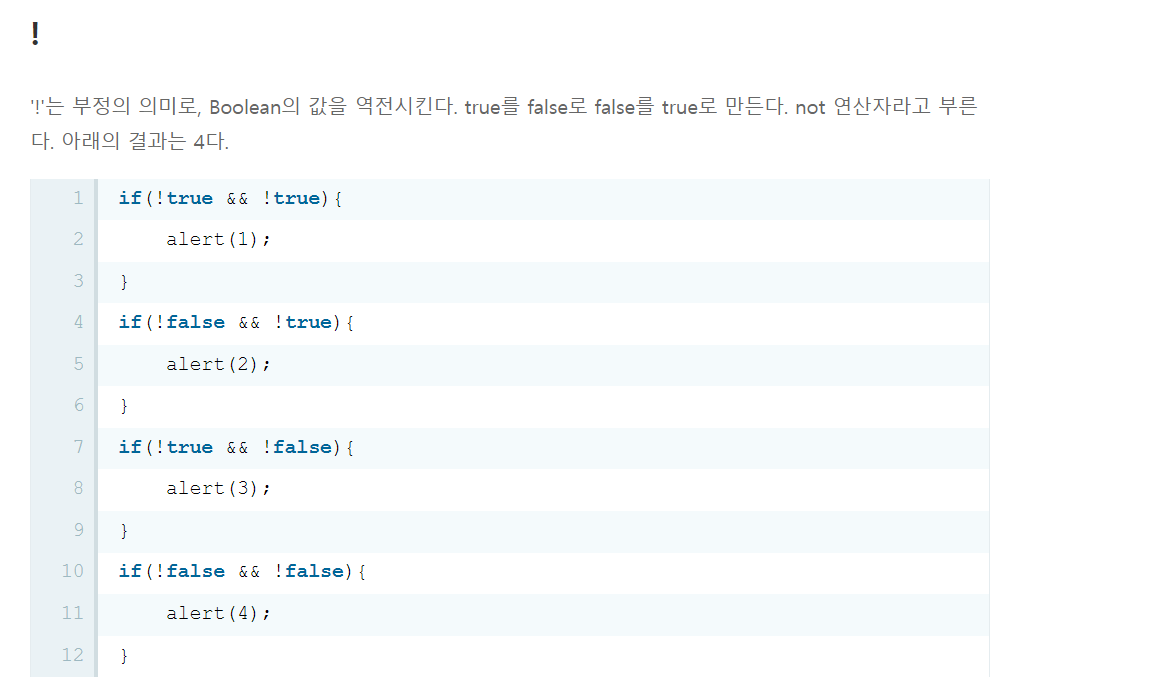 !
'!'는 부정의 의미로, Boolean의 값을 역전시킨다. true를 false로 false를 true로 만든다. not 연산자라고 부른
다. 아래의 결과는 4다.
1 if(!true && !true){
2     alert(1);
3 }
4 if(!false && !true){
5     alert(2);
6 }
7 if(!true && !false){
8     alert(3);
9 }
10 if(!false && !false){
11     alert(4);
12 }